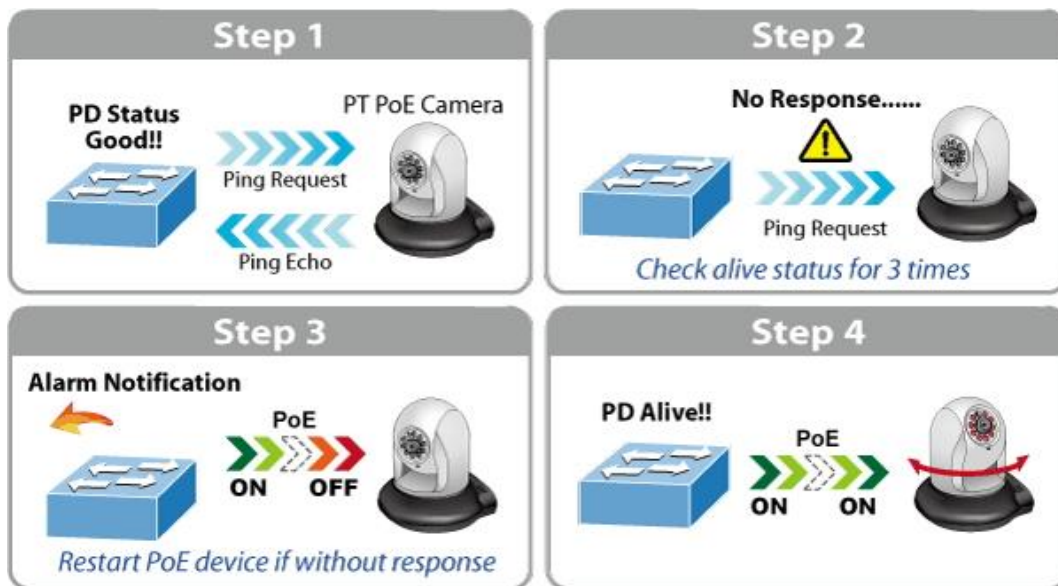 Step 1
PD Status
Good!!
PT PoE Camera
Ping Request
Ping Echo
Step 2
No Response......
Ping Request
Check alive status for 3 times
Step 3
Alarm Notification
PoE
ON OFF
Restart PoE device if without response
Step 4
PD Alive!!
PoE
ON ON